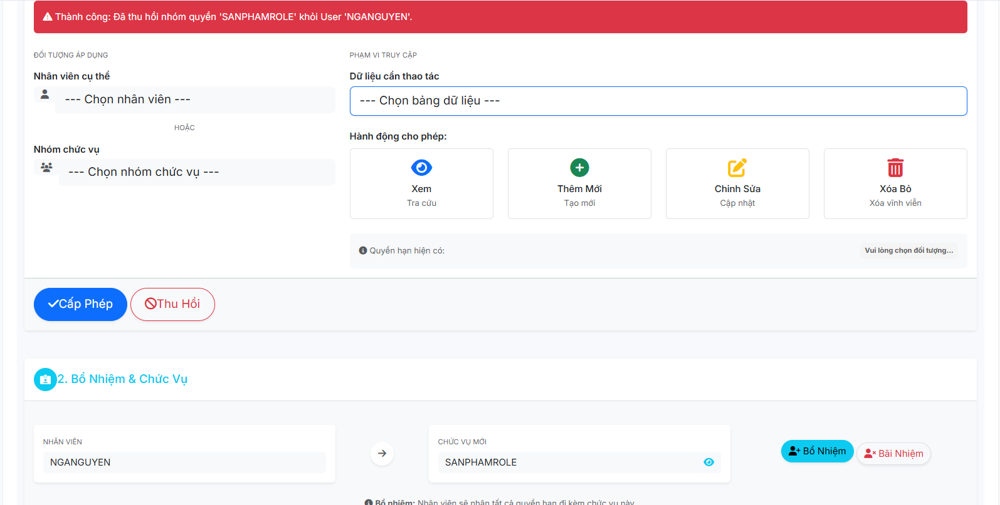 Thành công: Đã thu hồi nhóm quyền 'SANPHAMROLE' khỏi User 'NGANGUYEN'.
ĐỐI TƯỢNG ÁP DỤNG
Nhân viên cụ thể
--- Chọn nhân viên ---
HOẶC
Nhóm chức vụ
--- Chọn nhóm chức vụ ---
PHẠM VI TRUY CẬP
Dữ liệu cần thao tác
--- Chọn bảng dữ liệu ---
Hành động cho phép:
Xem
Tra cứu
Thêm Mới
Tạo mới
Chỉnh Sửa
Cập nhật
Xóa Bỏ
Xóa vĩnh viễn
Quyền hạn hiện có:
Vui lòng chọn đối tượng...
Cấp Phép
Thu Hồi
2. Bổ Nhiệm & Chức Vụ
NHÂN VIÊN
NGANGUYEN
CHỨC VỤ MỚI
SANPHAMROLE
Bổ Nhiệm
Bãi Nhiệm
Bổ nhiệm: Nhân viên sẽ nhận tất cả quyền hạn đi kèm chức vụ này